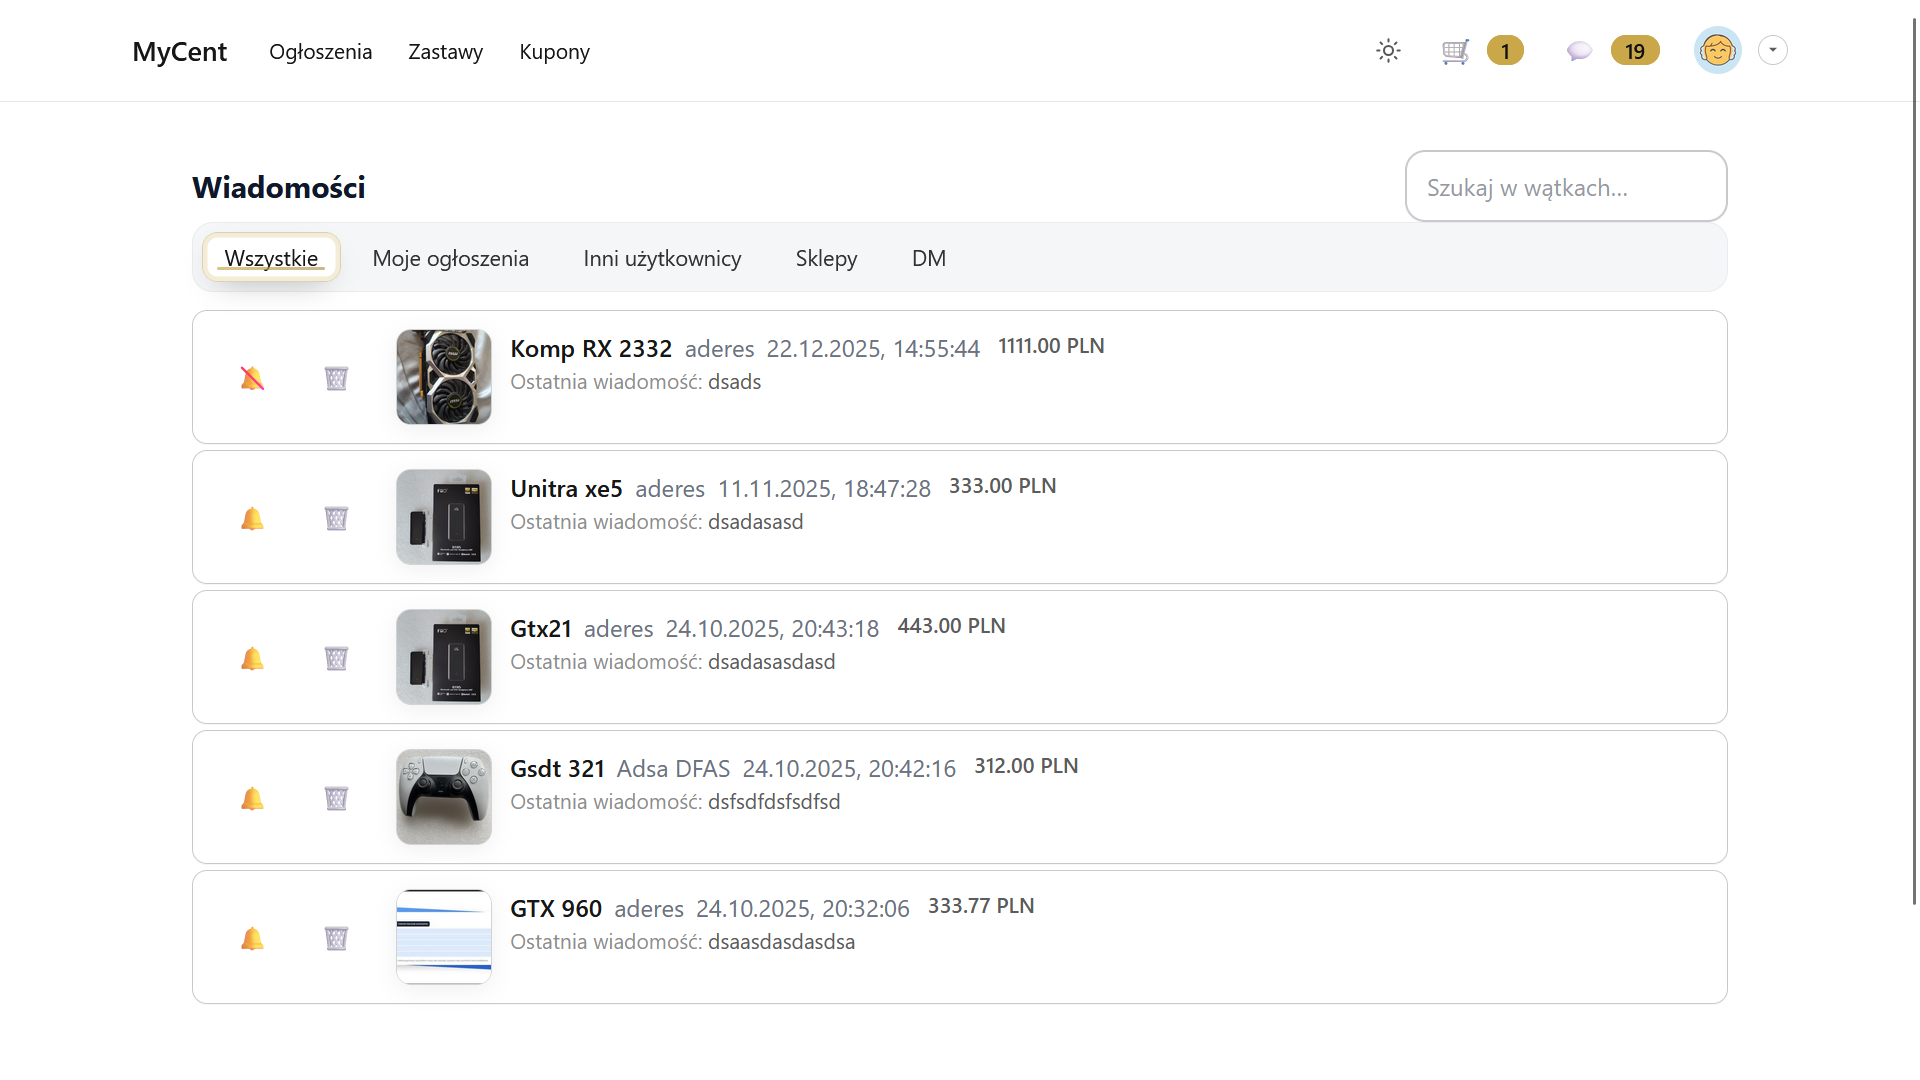 MyCent Ogłoszenia Zastawy Kupony 1 19
Wiadomości
Szukaj w wątkach...
Wszystkie Moje ogłoszenia Inni użytkownicy Sklepy DM
Komp RX 2332 aderes 22.12.2025, 14:55:44 1111.00 PLN
Ostatnia wiadomość: dsads
Unitra xe5 aderes 11.11.2025, 18:47:28 333.00 PLN
Ostatnia wiadomość: dsadasasd
Gtx21 aderes 24.10.2025, 20:43:18 443.00 PLN
Ostatnia wiadomość: dsadasasdasd
Gsdt 321 Adsa DFAS 24.10.2025, 20:42:16 312.00 PLN
Ostatnia wiadomość: dsfsdfdsfsdfsd
GTX 960 aderes 24.10.2025, 20:32:06 333.77 PLN
Ostatnia wiadomość: dsaasdasdasdsa